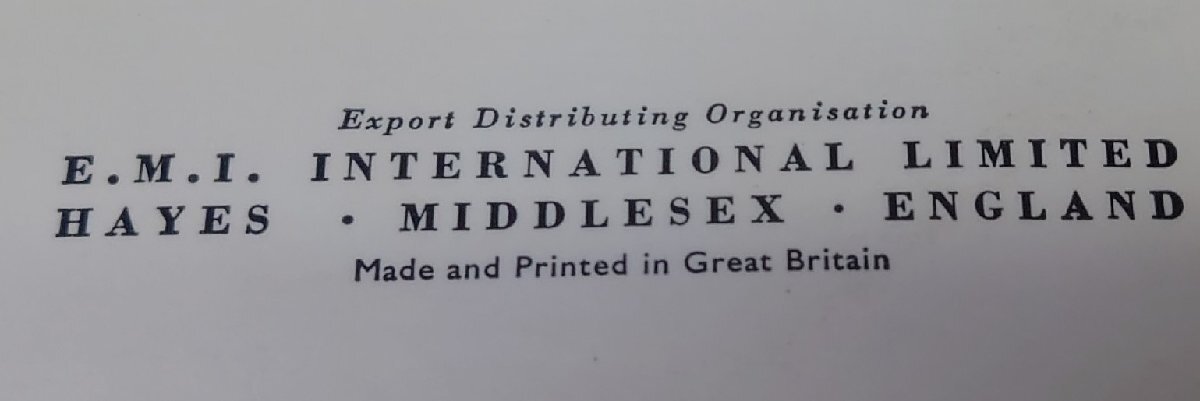 Export Distributing Organisation
E.M.I. INTERNATIONAL LIMITED
HAYES · MIDDLESEX · ENGLAND
Made and Printed in Great Britain